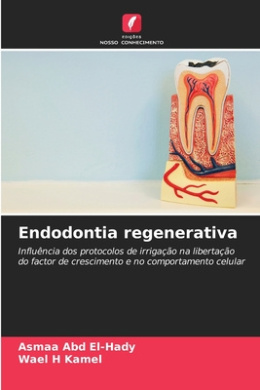 edições
NOSSO CONHECIMENTO
Endodontia regenerativa
Influência dos protocolos de irrigação na libertação
do factor de crescimento e no comportamento celular
Asmaa Abd El-Hady
Wael H Kamel